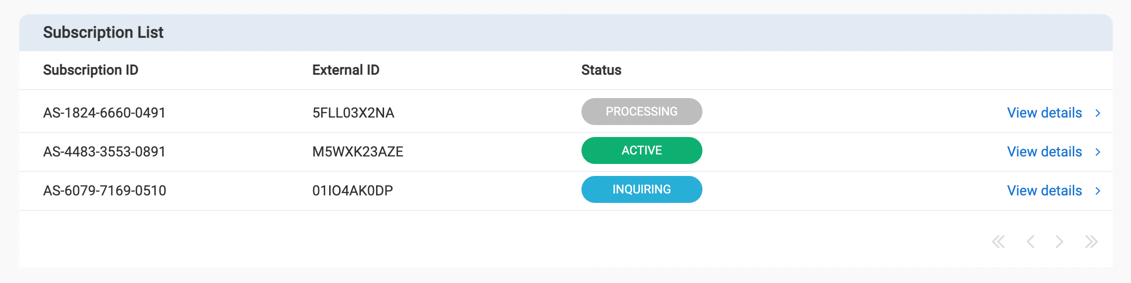 Subscription List
Subscription ID External ID Status
AS-1824-6660-0491 5FLL03X2NA PROCESSING View details
AS-4483-3553-0891 M5WXK23AZE ACTIVE View details
AS-6079-7169-0510 01IO4AK0DP INQUIRING View details